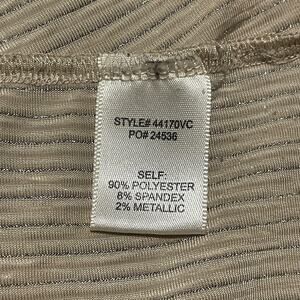 STYLE# 44170VC
PO# 24536
SELF:
90% POLYESTER
8% SPANDEX
2% METALLIC